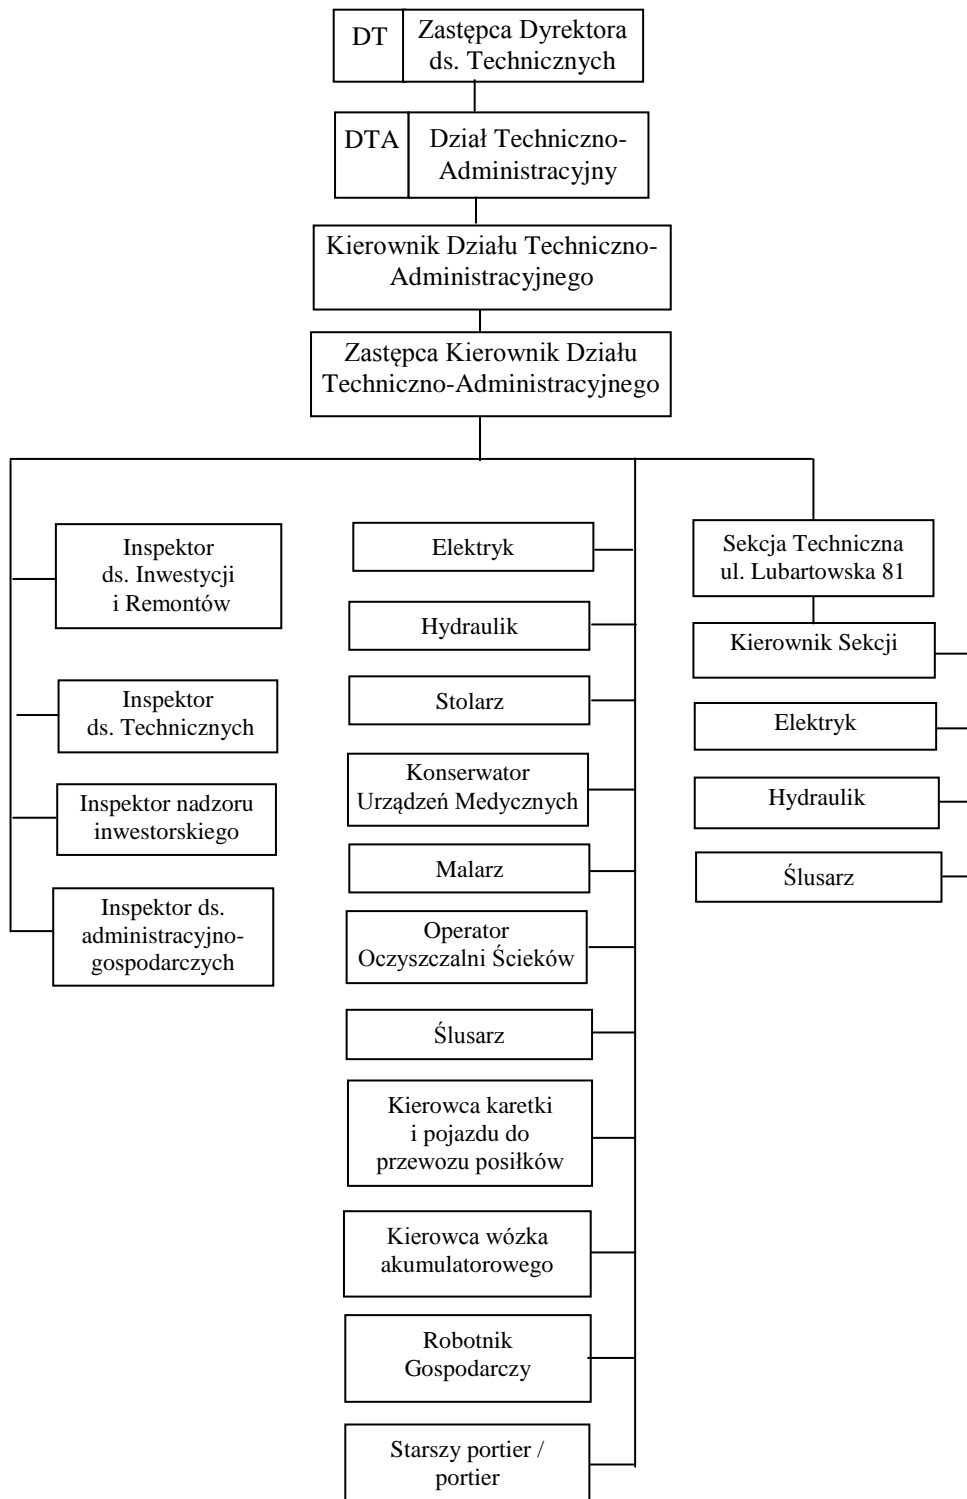 DT
Zastępca Dyrektora
ds. Technicznych
DTA
Dział Techniczno-
Administracyjny
Kierownik Działu Techniczno-
Administracyjnego
Zastępca Kierownik Działu
Techniczno-Administracyjnego
Inspektor
ds. Inwestycji
i Remontów
Inspektor
ds. Technicznych
Inspektor nadzoru
inwestorskiego
Inspektor ds.
administracyjno-
gospodarczych
Elektryk
Hydraulik
Stolarz
Konserwator
Urządzeń Medycznych
Malarz
Operator
Oczyszczalni Ścieków
Ślusarz
Kierowca karetki
i pojazdu do
przewozu posiłków
Kierowca wózka
akumulatorowego
Robotnik
Gospodarczy
Starszy portier /
portier
Sekcja Techniczna
ul. Lubartowska 81
Kierownik Sekcji
Elektryk
Hydraulik
Ślusarz